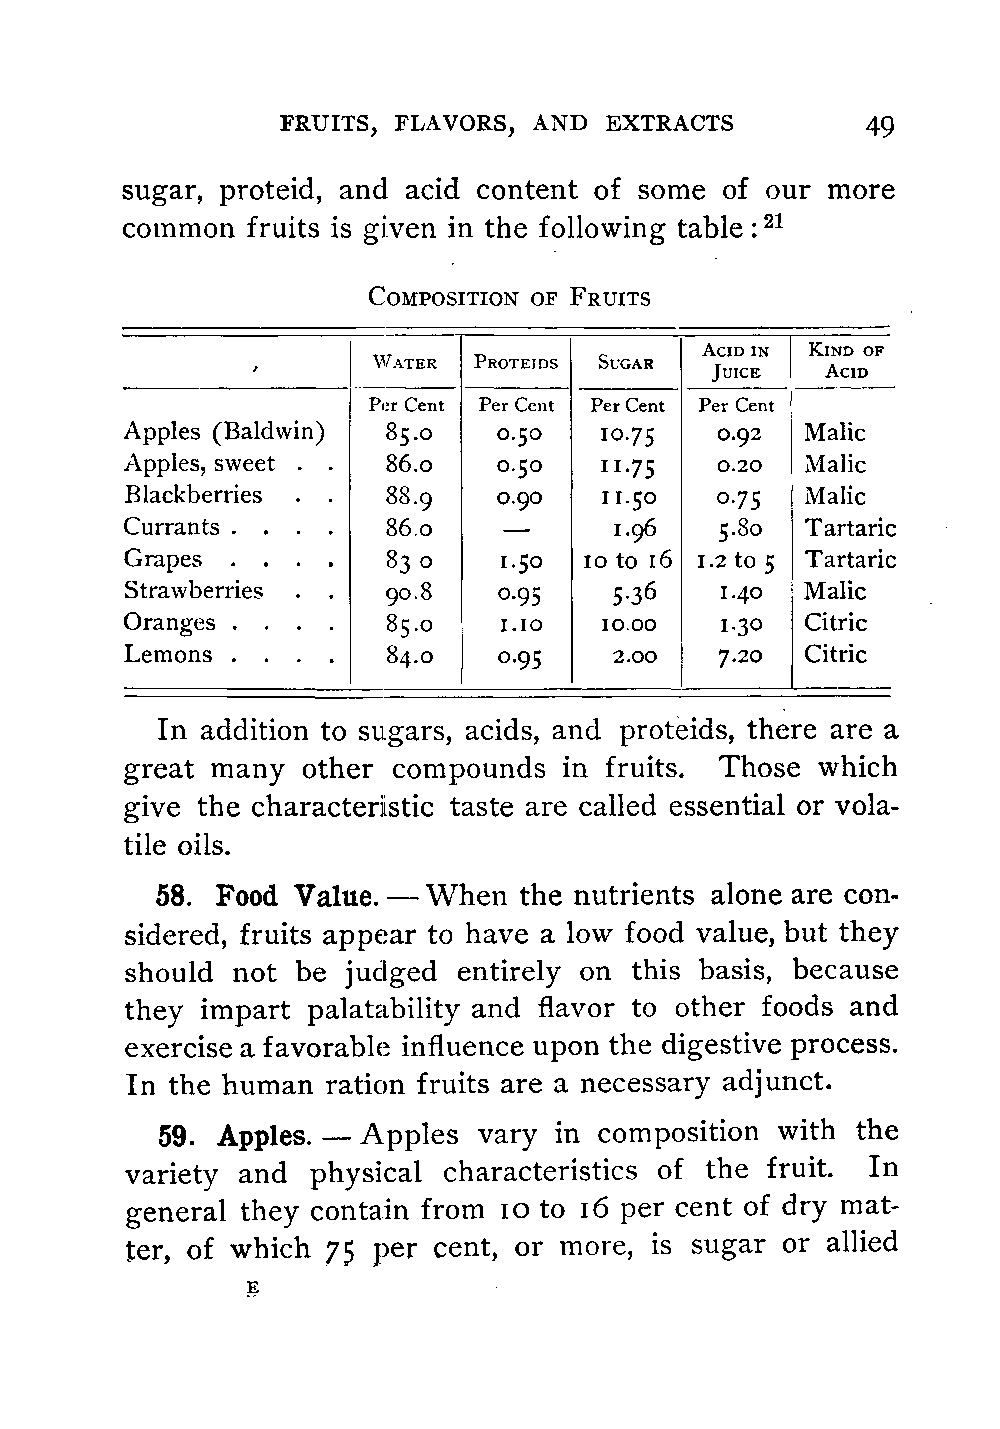 FRUITS, FLAVORS, AND EXTRACTS 49
sugar, proteid, and acid content of some of our more
common fruits is given in the following table :21
COMPOSITION OF FRUITS
WATER PROTEIDS SUGAR ACID IN JUICE KIND OF ACID
Per Cent Per Cent Per Cent Per Cent
Apples (Baldwin) 85.0 0.50 10.75 0.92 Malic
Apples, sweet . . 86.0 0.50 11.75 0.20 Malic
Blackberries . . 88.9 0.90 11.50 0.75 Malic
Currants . . . . 86.0 — 1.96 5.80 Tartaric
Grapes . . . . 83 0 1.50 10 to 16 1.2 to 5 Tartaric
Strawberries . . 90.8 0.95 5.36 1.40 Malic
Oranges . . . . 85.0 1.10 10.00 1.30 Citric
Lemons . . . . 84.0 0.95 2.00 7.20 Citric
In addition to sugars, acids, and proteids, there are a
great many other compounds in fruits. Those which
give the characteristic taste are called essential or vola-
tile oils.
58. Food Value. — When the nutrients alone are con-
sidered, fruits appear to have a low food value, but they
should not be judged entirely on this basis, because
they impart palatability and flavor to other foods and
exercise a favorable influence upon the digestive process.
In the human ration fruits are a necessary adjunct.
59. Apples. — Apples vary in composition with the
variety and physical characteristics of the fruit. In
general they contain from 10 to 16 per cent of dry mat-
ter, of which 75 per cent, or more, is sugar or allied
E